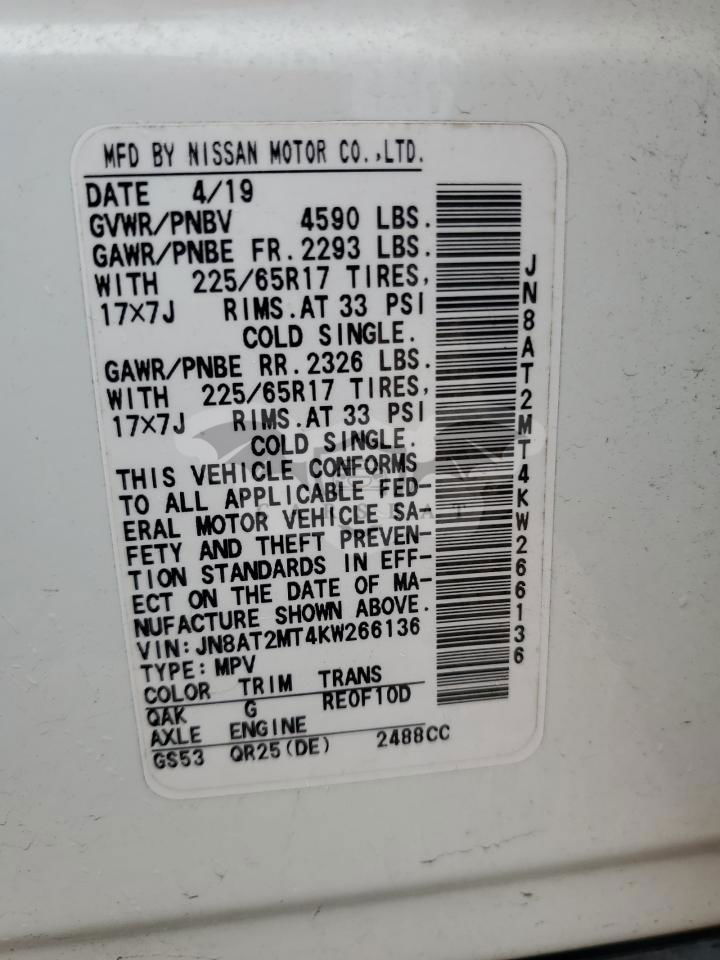 MFD BY NISSAN MOTOR CO.,LTD.
DATE 4/19
GVWR/PNBV 4590 LBS.
GAWR/PNBE FR.2293 LBS.
WITH 225/65R17 TIRES,
17×7J RIMS.AT 33 PSI
COLD SINGLE.
GAWR/PNBE RR.2326 LBS.
WITH 225/65R17 TIRES,
17×7J RIMS.AT 33 PSI
COLD SINGLE.
THIS VEHICLE CONFORMS
TO ALL APPLICABLE FED-
ERAL MOTOR VEHICLE SA-
FETY AND THEFT PREVEN-
TION STANDARDS IN EFF-
ECT ON THE DATE OF MA-
NUFACTURE SHOWN ABOVE.
VIN:JN8AT2MT4KW266136
TYPE:MPV
COLOR TRIM TRANS
QAK G RE0F10D
AXLE ENGINE
GS53 QR25(DE) 2488CC
JN8AT2MT4KW266136